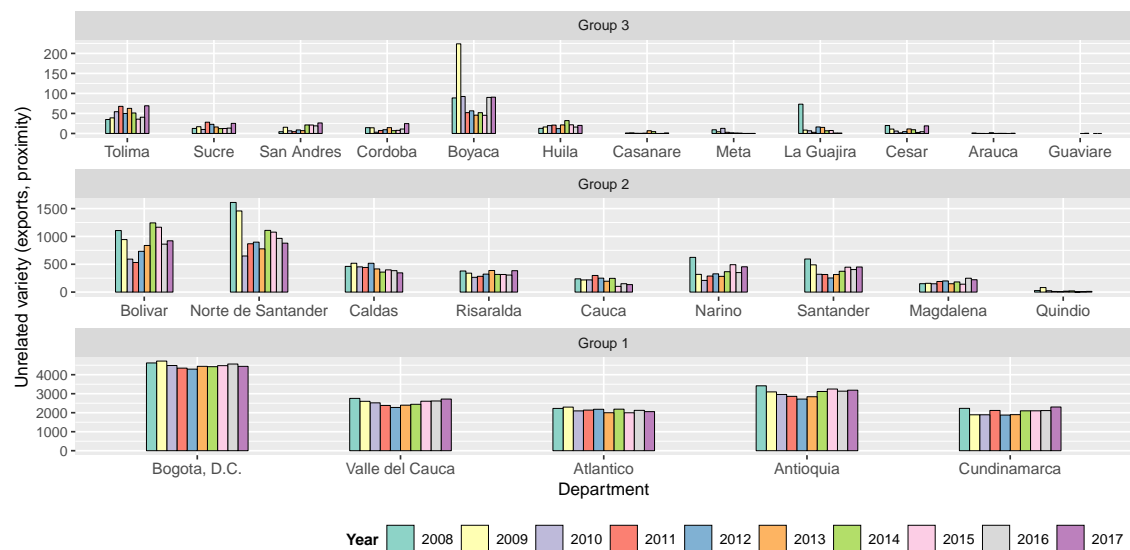 Group 3
200
150
100
50
0
Tolima Sucre San Andres Cordoba Boyaca Huila Casanare Meta La Guajira Cesar Arauca Guaviare
Group 2
1500
1000
500
0
Bolivar Norte de Santander Caldas Risaralda Cauca Narino Santander Magdalena Quindio
Group 1
4000
3000
2000
1000
0
Bogota, D.C. Valle del Cauca Atlantico Antioquia Cundinamarca
Unrelated variety (exports, proximity)
Department
Year 2008 2009 2010 2011 2012 2013 2014 2015 2016 2017